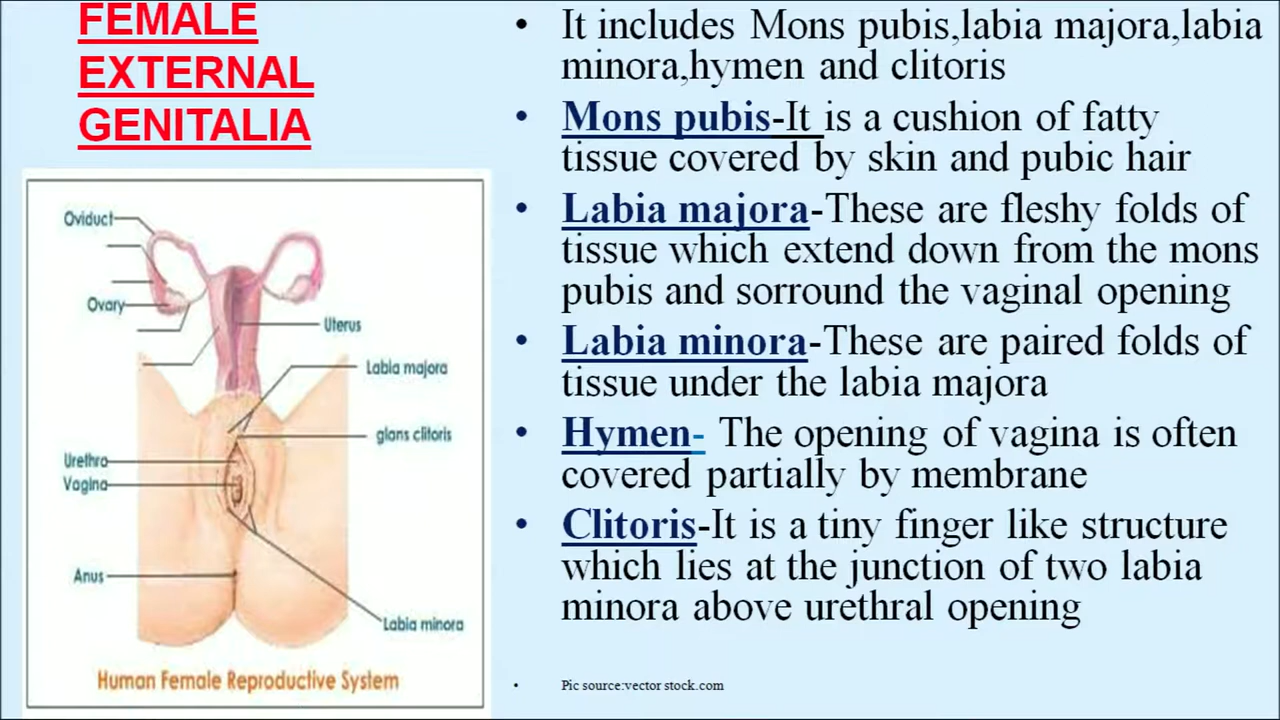 FEMALE
EXTERNAL
GENITALIA
Oviduct
Ovary
Uterus
Labia majora
glans clitoris
Urethra
Vagina
Anus
Labia minora
Human Female Reproductive System
• It includes Mons pubis,labia majora,labia
minora,hymen and clitoris
• Mons pubis-It is a cushion of fatty
tissue covered by skin and pubic hair
• Labia majora-These are fleshy folds of
tissue which extend down from the mons
pubis and sorround the vaginal opening
• Labia minora-These are paired folds of
tissue under the labia majora
• Hymen- The opening of vagina is often
covered partially by membrane
• Clitoris-It is a tiny finger like structure
which lies at the junction of two labia
minora above urethral opening
• Pic source:vector stock.com